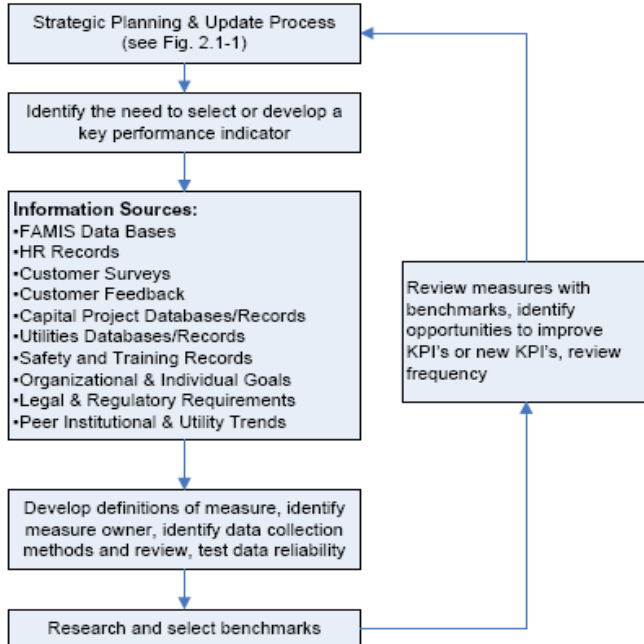 Strategic Planning & Update Process
(see Fig. 2.1-1)
Identify the need to select or develop a
key performance indicator
Information Sources:
▪FAMIS Data Bases
▪HR Records
▪Customer Surveys
▪Customer Feedback
▪Capital Project Databases/Records
▪Utilities Databases/Records
▪Safety and Training Records
▪Organizational & Individual Goals
▪Legal & Regulatory Requirements
▪Peer Institutional & Utility Trends
Develop definitions of measure, identify
measure owner, identify data collection
methods and review, test data reliability
Research and select benchmarks
Review measures with
benchmarks, identify
opportunities to improve
KPI's or new KPI's, review
frequency